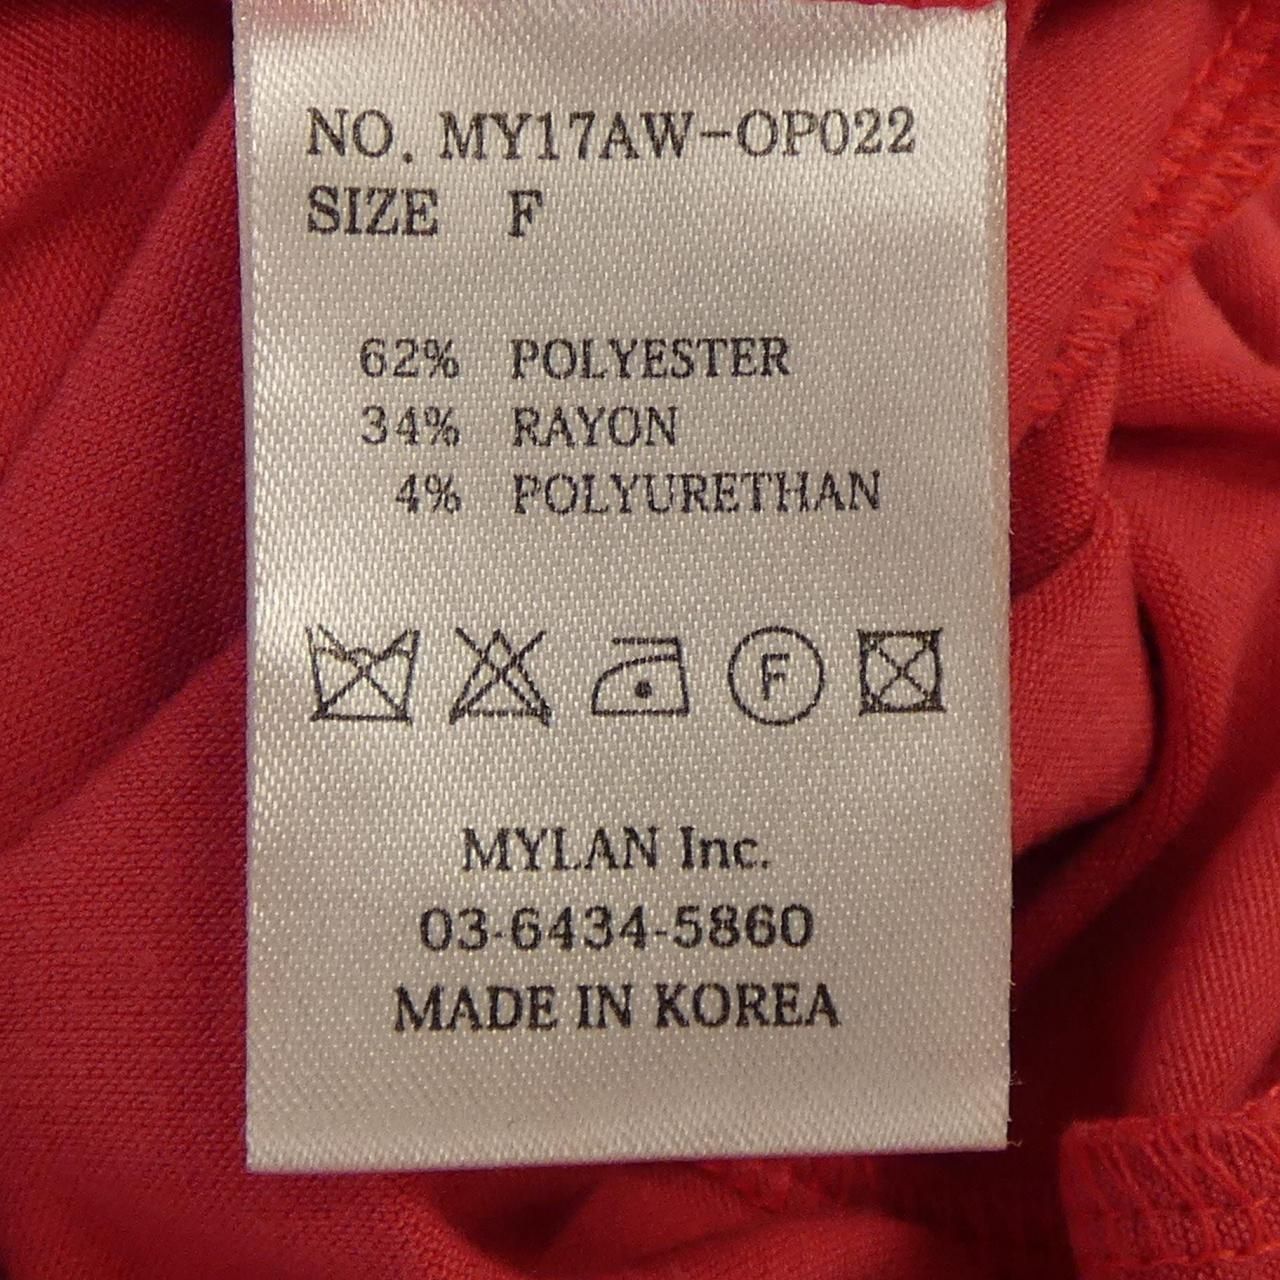 NO. MY17AW-OP022
SIZE F
62% POLYESTER
34% RAYON
4% POLYURETHAN
F
MYLAN Inc.
03-6434-5860
MADE IN KOREA